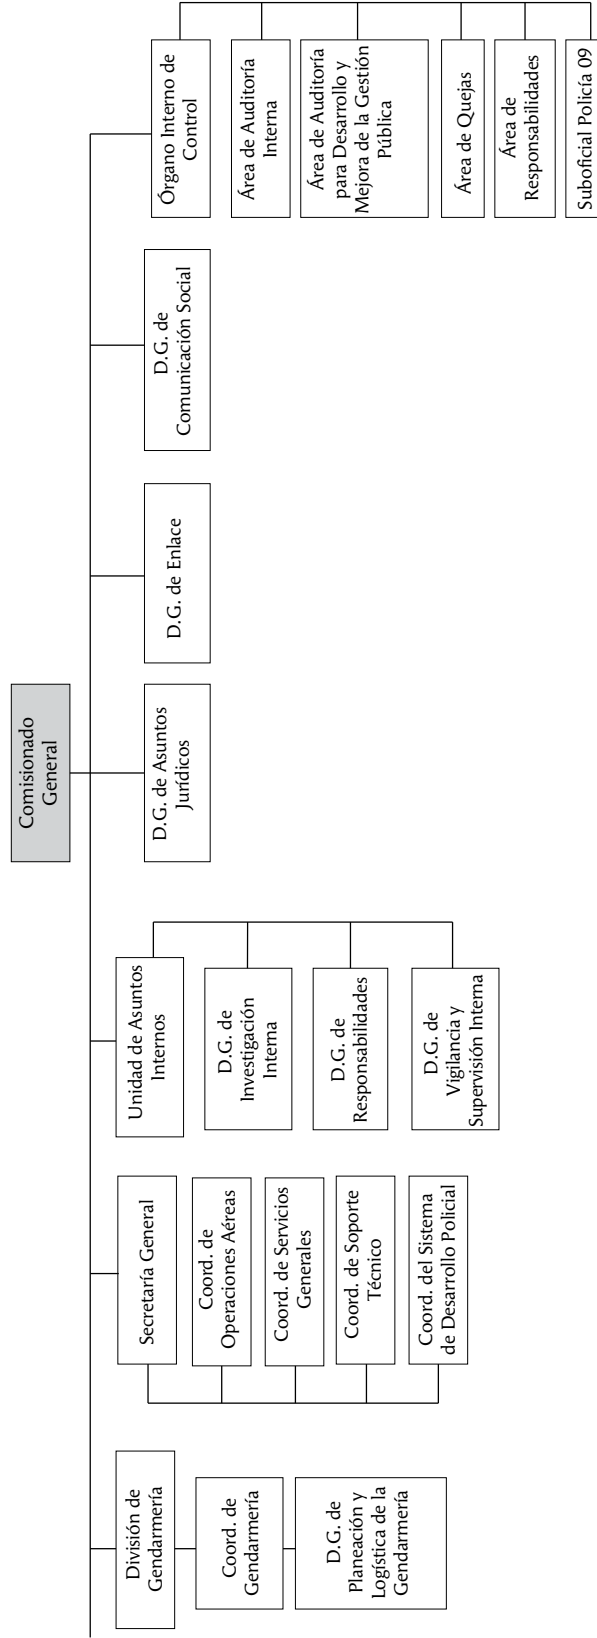 Comisionado
General
División de
Gendarmería
Coord. de
Gendarmería
D.G. de
Planeación y
Logística de la
Gendarmería
Secretaría General
Coord. de
Operaciones Aéreas
Coord. de Servicios
Generales
Coord. de Soporte
Técnico
Coord. del Sistema
de Desarrollo Policial
Unidad de Asuntos
Internos
D.G. de
Investigación
Interna
D.G. de
Responsabilidades
D.G. de
Vigilancia y
Supervisión Interna
D.G. de Asuntos
Jurídicos
D.G. de Enlace
D.G. de
Comunicación Social
Órgano Interno de
Control
Área de Auditoría
Interna
Área de Auditoría
para Desarrollo y
Mejora de la Gestión
Pública
Área de Quejas
Área de
Responsabilidades
Suboficial Policía 09